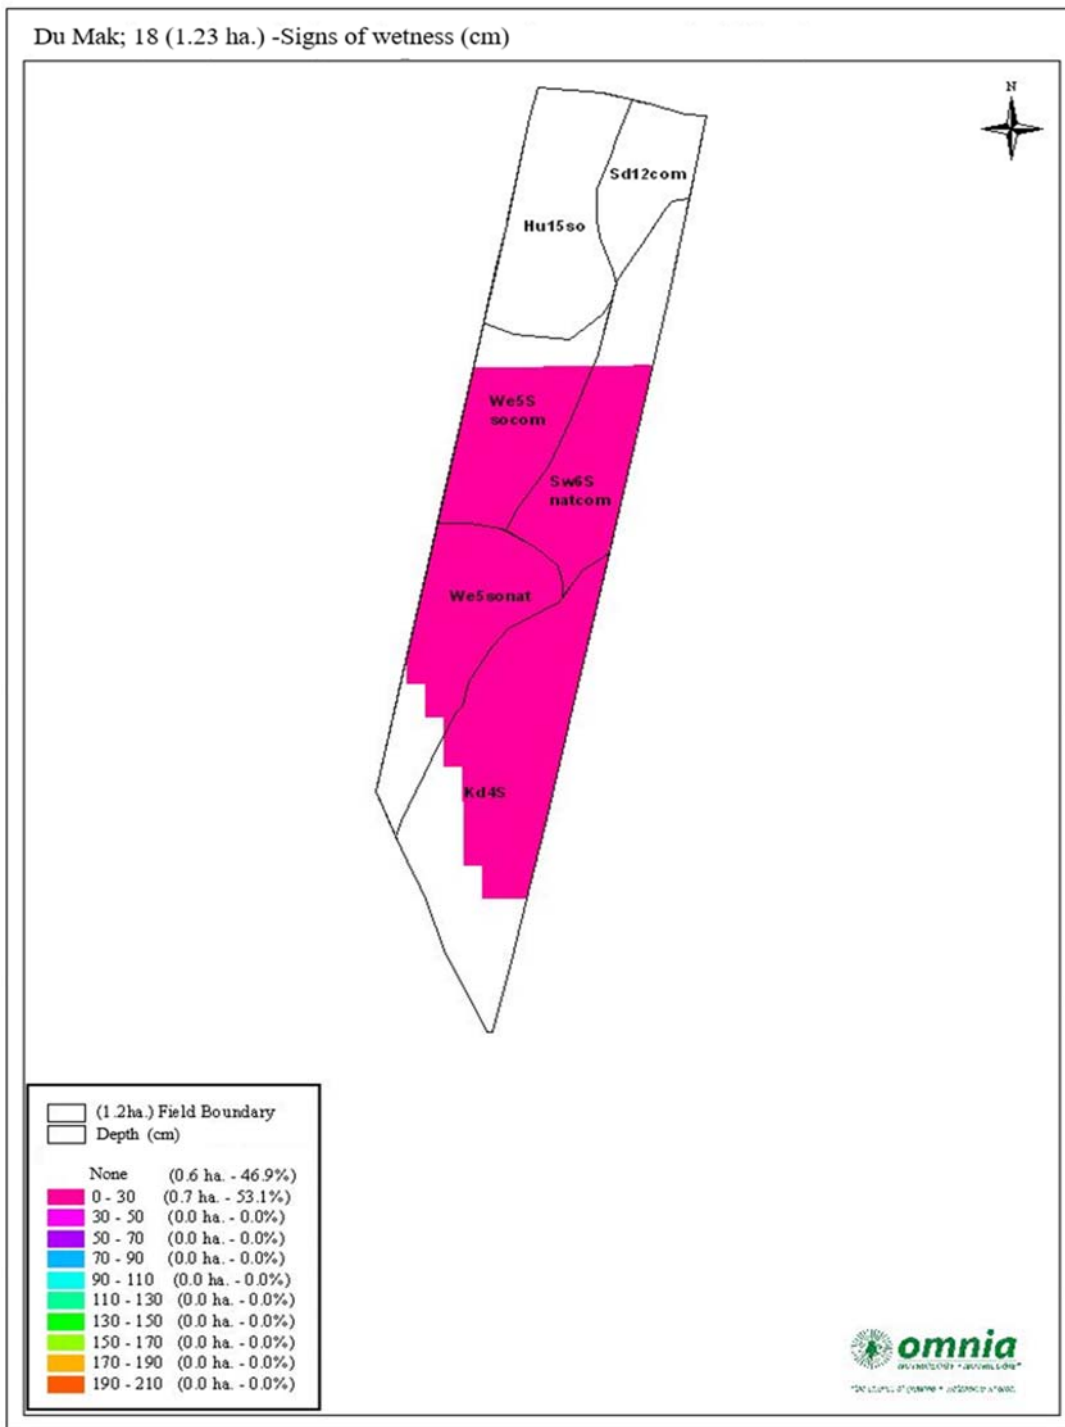 Du Mak; 18 (1.23 ha.) -Signs of wetness (cm)
N
Sd12com
Hu15so
We5S
socom
Sw6S
natcom
We5sonat
Kd4S
(1.2ha.) Field Boundary
Depth (cm)
None (0.6 ha. - 46.9%)
0 - 30 (0.7 ha. - 53.1%)
30 - 50 (0.0 ha. - 0.0%)
50 - 70 (0.0 ha. - 0.0%)
70 - 90 (0.0 ha. - 0.0%)
90 - 110 (0.0 ha. - 0.0%)
110 - 130 (0.0 ha. - 0.0%)
130 - 150 (0.0 ha. - 0.0%)
150 - 170 (0.0 ha. - 0.0%)
170 - 190 (0.0 ha. - 0.0%)
190 - 210 (0.0 ha. - 0.0%)
omnia